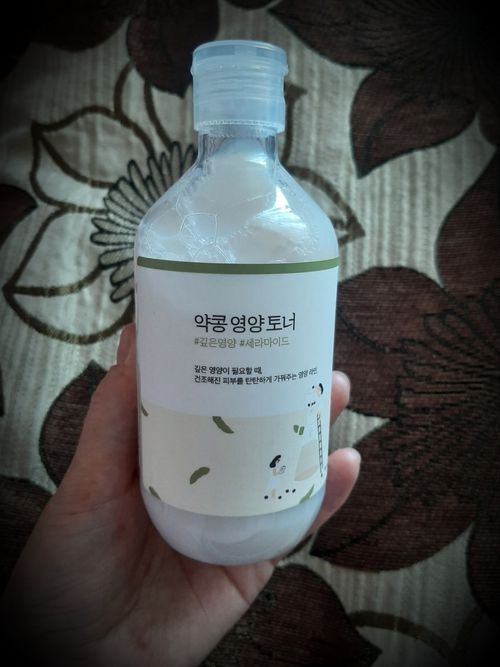 약콩 영양 토너
#깊은영양 #세라마이드
깊은 영양이 필요할 때,
건조해진 피부를 탄탄하게 가꿔주는 영양 라인.